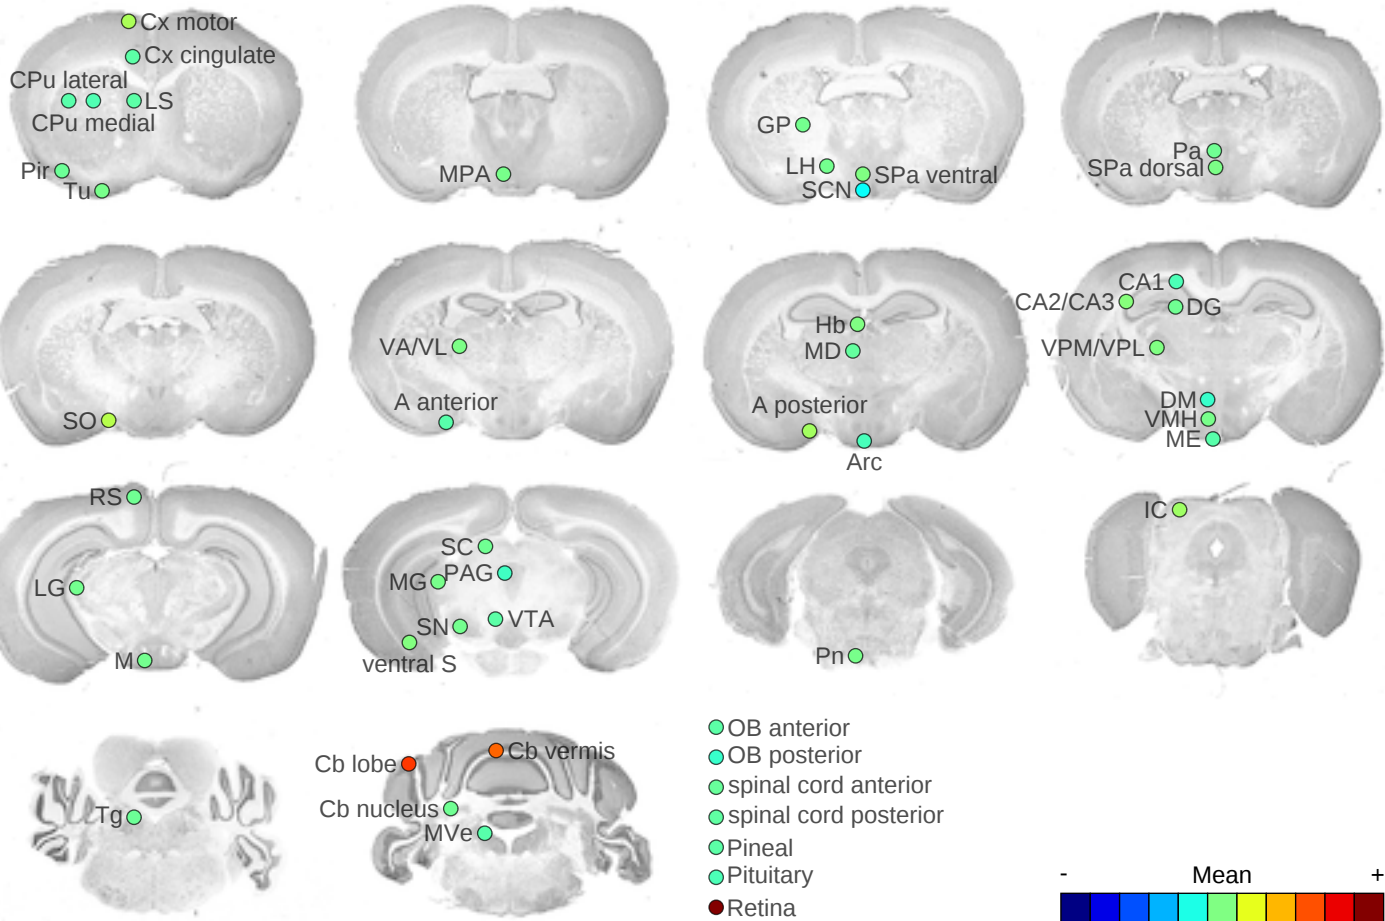 Cx motor
Cx cingulate
CPu lateral
LS
CPu medial
Pir
Tu
MPA
GP
LH
SPa ventral
SCN
Pa
SPa dorsal
SO
VA/VL
A anterior
Hb
MD
A posterior
Arc
CA1
CA2/CA3
DG
VPM/VPL
DM
VMH
ME
RS
LG
M
SC
PAG
MG
VTA
SN
ventral S
Pn
IC
Tg
Cb vermis
Cb lobe
Cb nucleus
MVe
OB anterior
OB posterior
spinal cord anterior
spinal cord posterior
Pineal
Pituitary
Retina
- Mean +